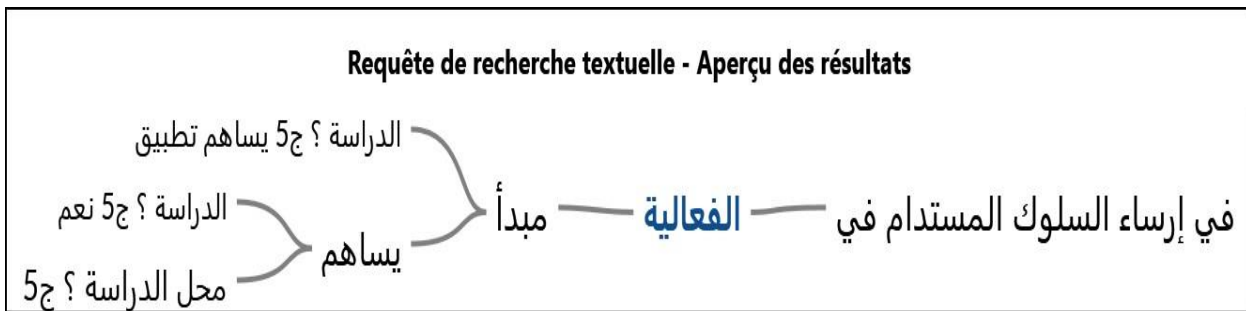 Requête de recherche textuelle - Aperçu des résultats
الدراسة ؟ ج5 يساهم تطبيق
الدراسة ؟ ج5 نعم
محل الدراسة ؟ ج5
يساهم
مبدأ
الفعالية
في إرساء السلوك المستدام في